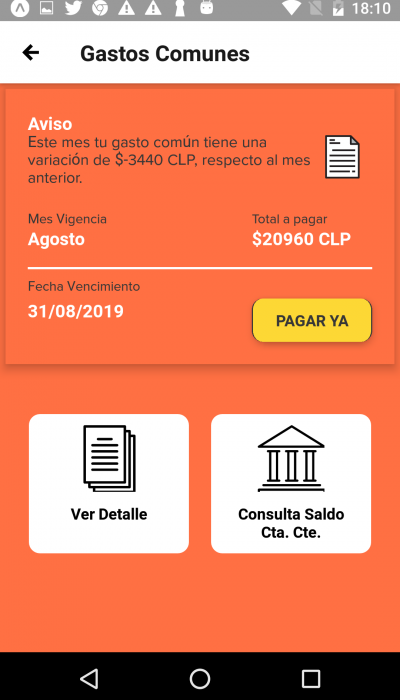 18:10
Gastos Comunes
Aviso
Este mes tu gasto común tiene una
variación de $-3440 CLP, respecto al mes
anterior.
Mes Vigencia
Total a pagar
Agosto
$20960 CLP
Fecha Vencimiento
31/08/2019
PAGAR YA
Ver Detalle
Consulta Saldo
Cta. Cte.